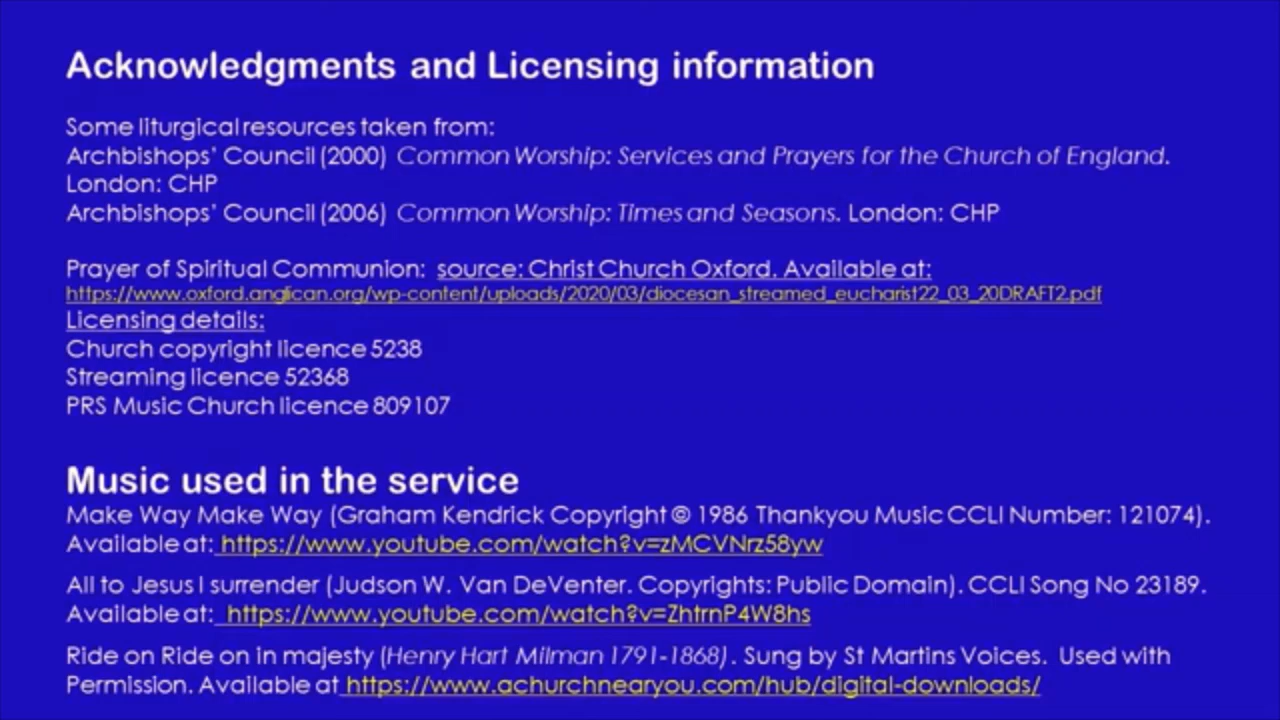 Acknowledgments and Licensing information
Some liturgical resources taken from:
Archbishops' Council (2000) Common Worship: Services and Prayers for the Church of England.
London: CHP
Archbishops' Council (2006) Common Worship: Times and Seasons. London: CHP
Prayer of Spiritual Communion: source: Christ Church Oxford. Available at:
https://www.oxford.anglican.org/wp-content/uploads/2020/03/diocesan_streamed_eucharist22_03_20DRAFT2.pdf
Licensing details:
Church copyright licence 5238
Streaming licence 52368
PRS Music Church licence 809107
Music used in the service
Make Way Make Way (Graham Kendrick Copyright © 1986 Thankyou Music CCLI Number: 121074).
Available at: https://www.youtube.com/watch?v=zMCVNrz58yw
All to Jesus I surrender (Judson W. Van DeVenter. Copyrights: Public Domain). CCLI Song No 23189.
Available at: https://www.youtube.com/watch?v=ZhtrnP4W8hs
Ride on Ride on in majesty (Henry Hart Milman 1791-1868). Sung by St Martins Voices. Used with
Permission. Available at https://www.achurchnearyou.com/hub/digital-downloads/